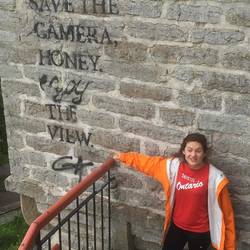 SAVE THE
CAMERA,
HONEY.
enjoy
THE
VIEW.
Ontario